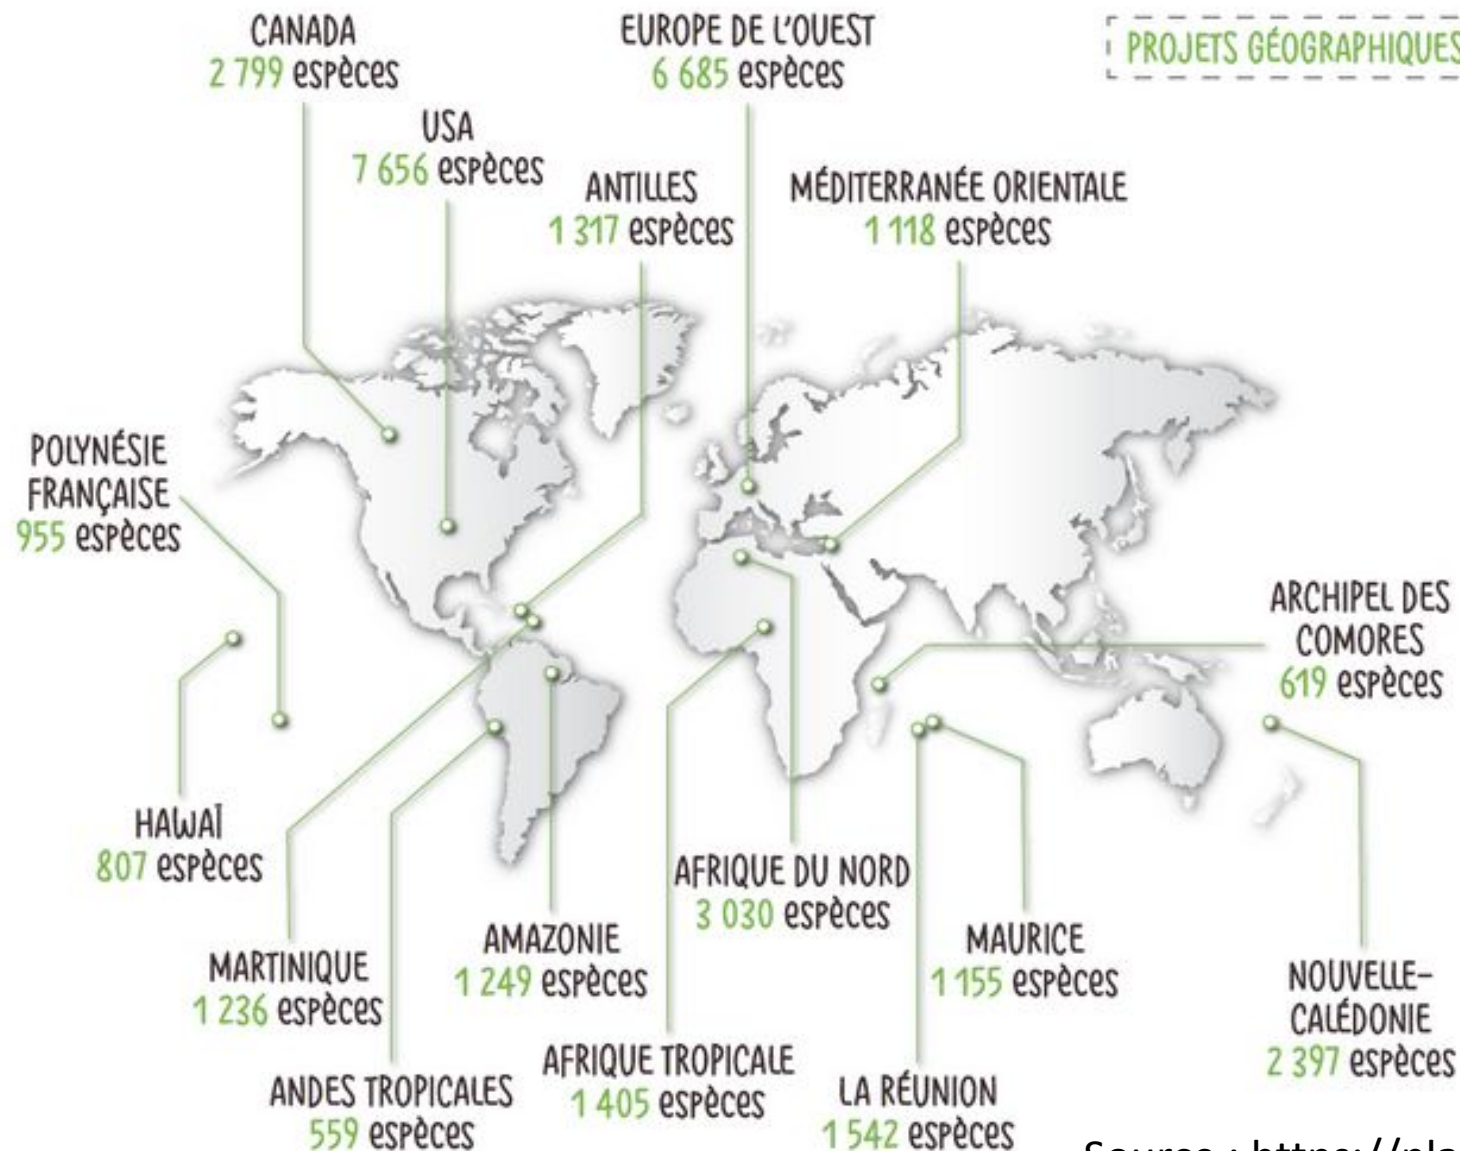 CANADA
2 799 espèces
EUROPE DE L'OUEST
6 685 espèces
PROJETS GÉOGRAPHIQUES
USA
7 656 espèces
ANTILLES
1 317 espèces
MÉDITERRANÉE ORIENTALE
1 118 espèces
POLYNÉSIE
FRANÇAISE
955 espèces
ARCHIPEL DES
COMORES
619 espèces
HAWAÏ
807 espèces
AFRIQUE DU NORD
3 030 espèces
MARTINIQUE
1 236 espèces
AMAZONIE
1 249 espèces
MAURICE
1 155 espèces
NOUVELLE-
CALÉDONIE
2 397 espèces
ANDES TROPICALES
559 espèces
AFRIQUE TROPICALE
1 405 espèces
LA RÉUNION
1 542 espèces